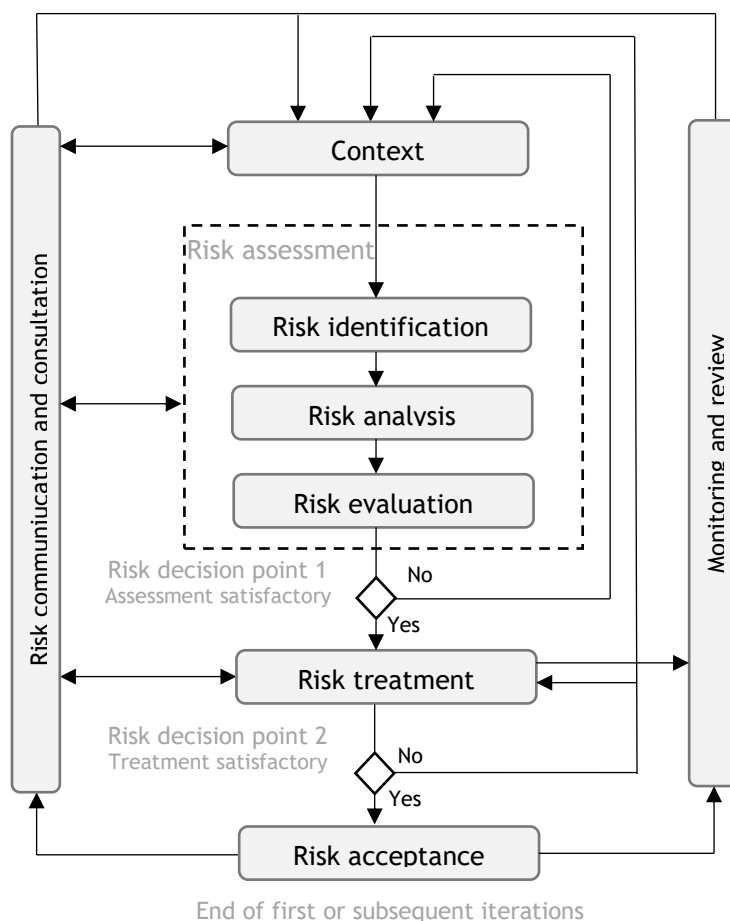 Context
Risk assessment
Risk identification
Risk analysis
Risk evaluation
Risk decision point 1
Assessment satisfactory
No
Yes
Risk treatment
Risk decision point 2
Treatment satisfactory
No
Yes
Risk acceptance
End of first or subsequent iterations
Risk communiucation and consultation
Monitoring and review